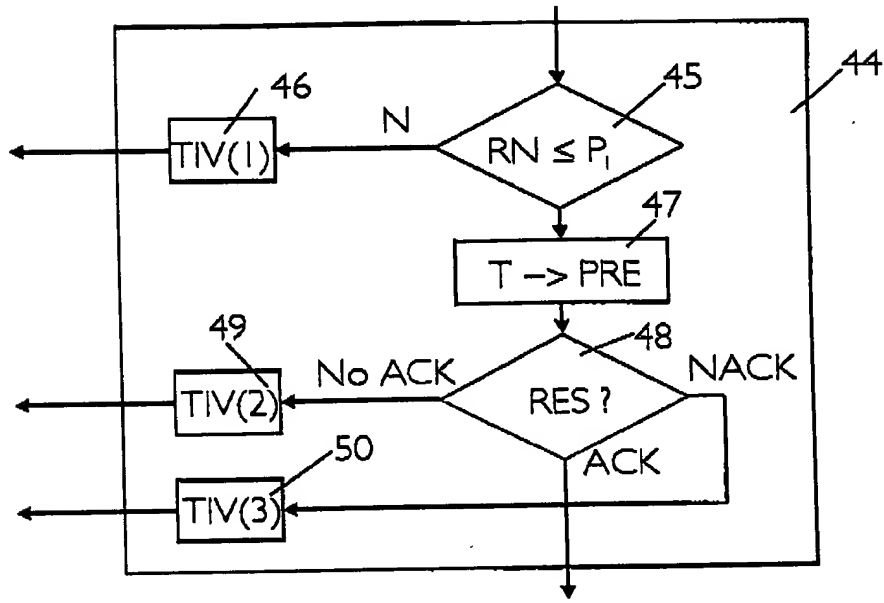 44
45
46
N
TIV(1)
RN ≤ P₁
47
T –> PRE
48
49
No ACK
NACK
TIV(2)
RES ?
50
ACK
TIV(3)